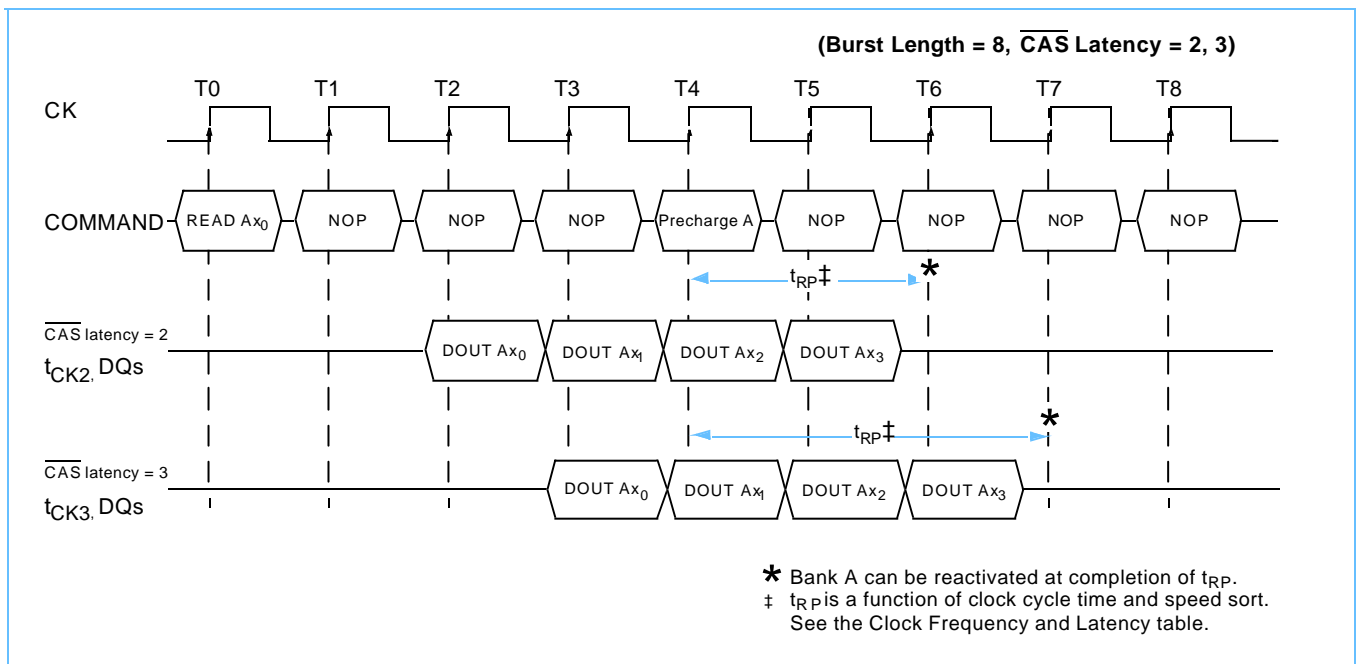 (Burst Length = 8, CAS Latency = 2, 3)
T0 T1 T2 T3 T4 T5 T6 T7 T8
CK
COMMAND READ Ax0 NOP NOP NOP Precharge A NOP NOP NOP NOP
tRP‡ *
CAS latency = 2
tCK2, DQs
DOUT Ax0 DOUT Ax1 DOUT Ax2 DOUT Ax3
tRP‡ *
CAS latency = 3
tCK3, DQs
DOUT Ax0 DOUT Ax1 DOUT Ax2 DOUT Ax3
* Bank A can be reactivated at completion of tRP.
‡ tRP is a function of clock cycle time and speed sort.
See the Clock Frequency and Latency table.